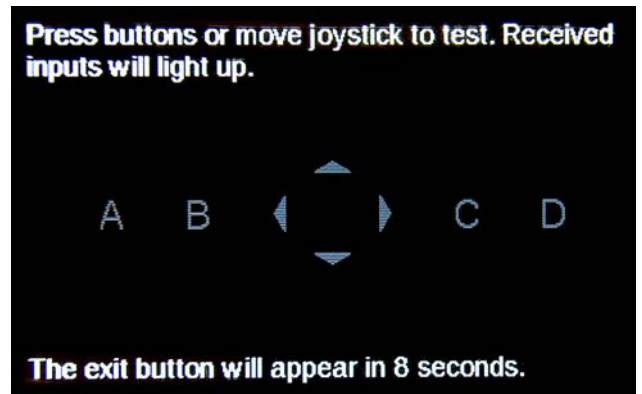 Press buttons or move joystick to test. Received
inputs will light up.
A B C D
The exit button will appear in 8 seconds.